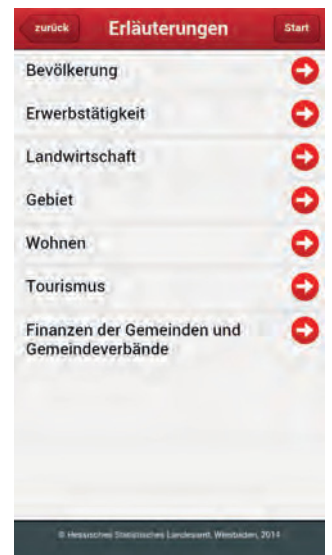 zurück Erläuterungen Start
Bevölkerung
Erwerbstätigkeit
Landwirtschaft
Gebiet
Wohnen
Tourismus
Finanzen der Gemeinden und
Gemeindeverbände
© Hessisches Statistisches Landesamt, Wiesbaden, 2014